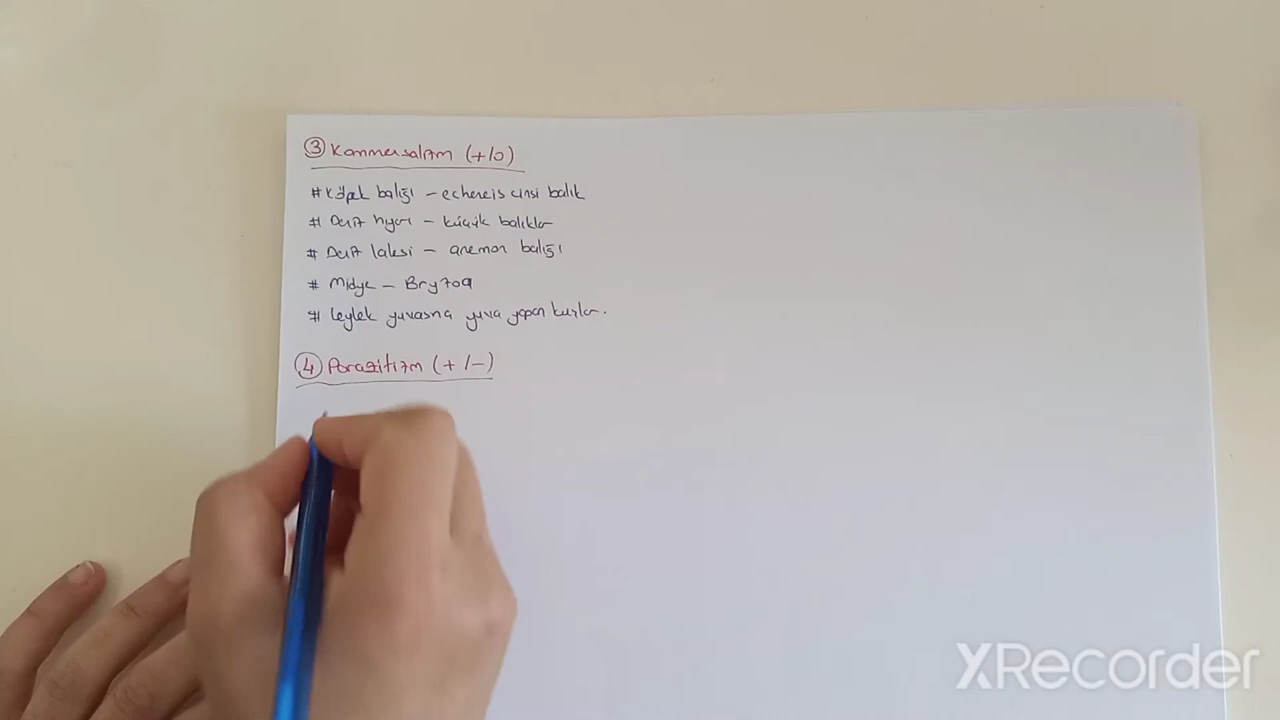 ③ Kommensalizm (+/0)
# Köpek balığı - echeneis cinsi balık
# Deniz hıyarı - küçük balıklar
# Deniz lalesi - anemon balığı
# Midye - Bryzoa
# Leylek yuvasına yuva yapan kuşlar.
④ Parazitizm (+/-)
XRecorder